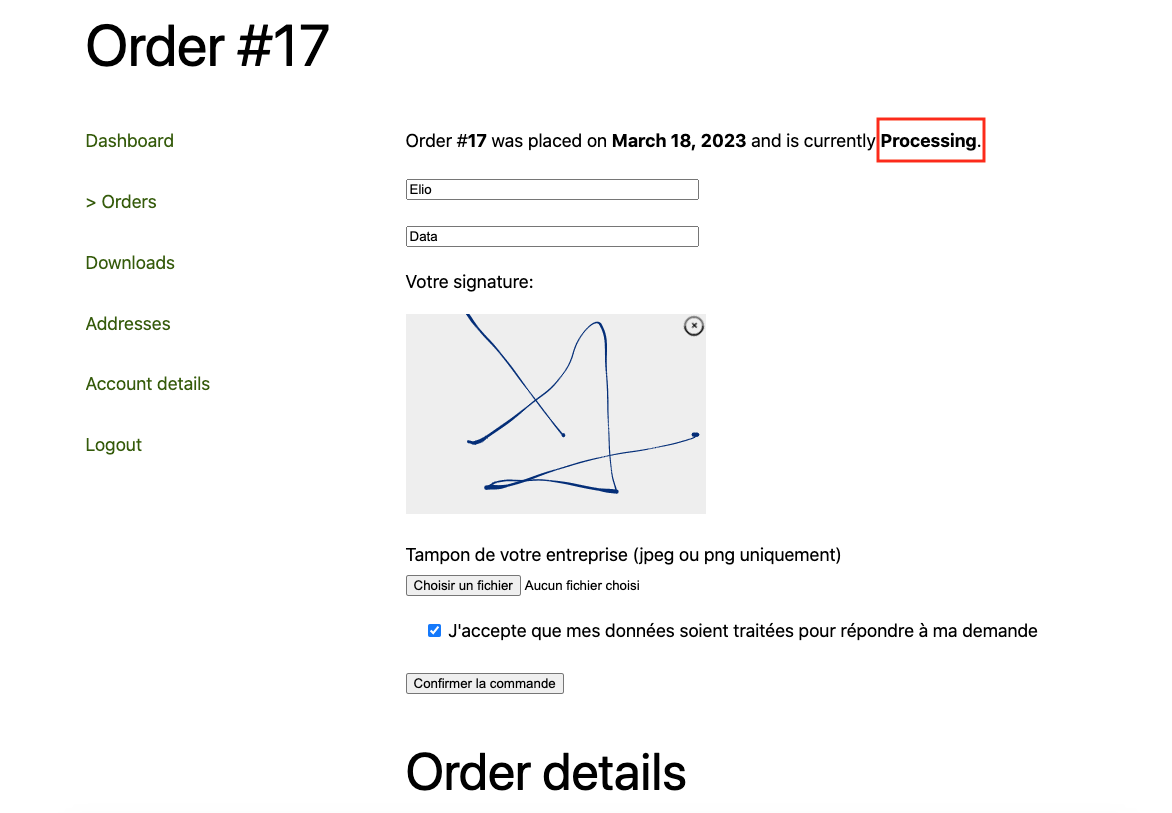 Order #17
Dashboard
> Orders
Downloads
Addresses
Account details
Logout
Order #17 was placed on March 18, 2023 and is currently Processing.
Elio
Data
Votre signature:
Tampon de votre entreprise (jpeg ou png uniquement)
Choisir un fichier Aucun fichier choisi
J'accepte que mes données soient traitées pour répondre à ma demande
Confirmer la commande
Order details